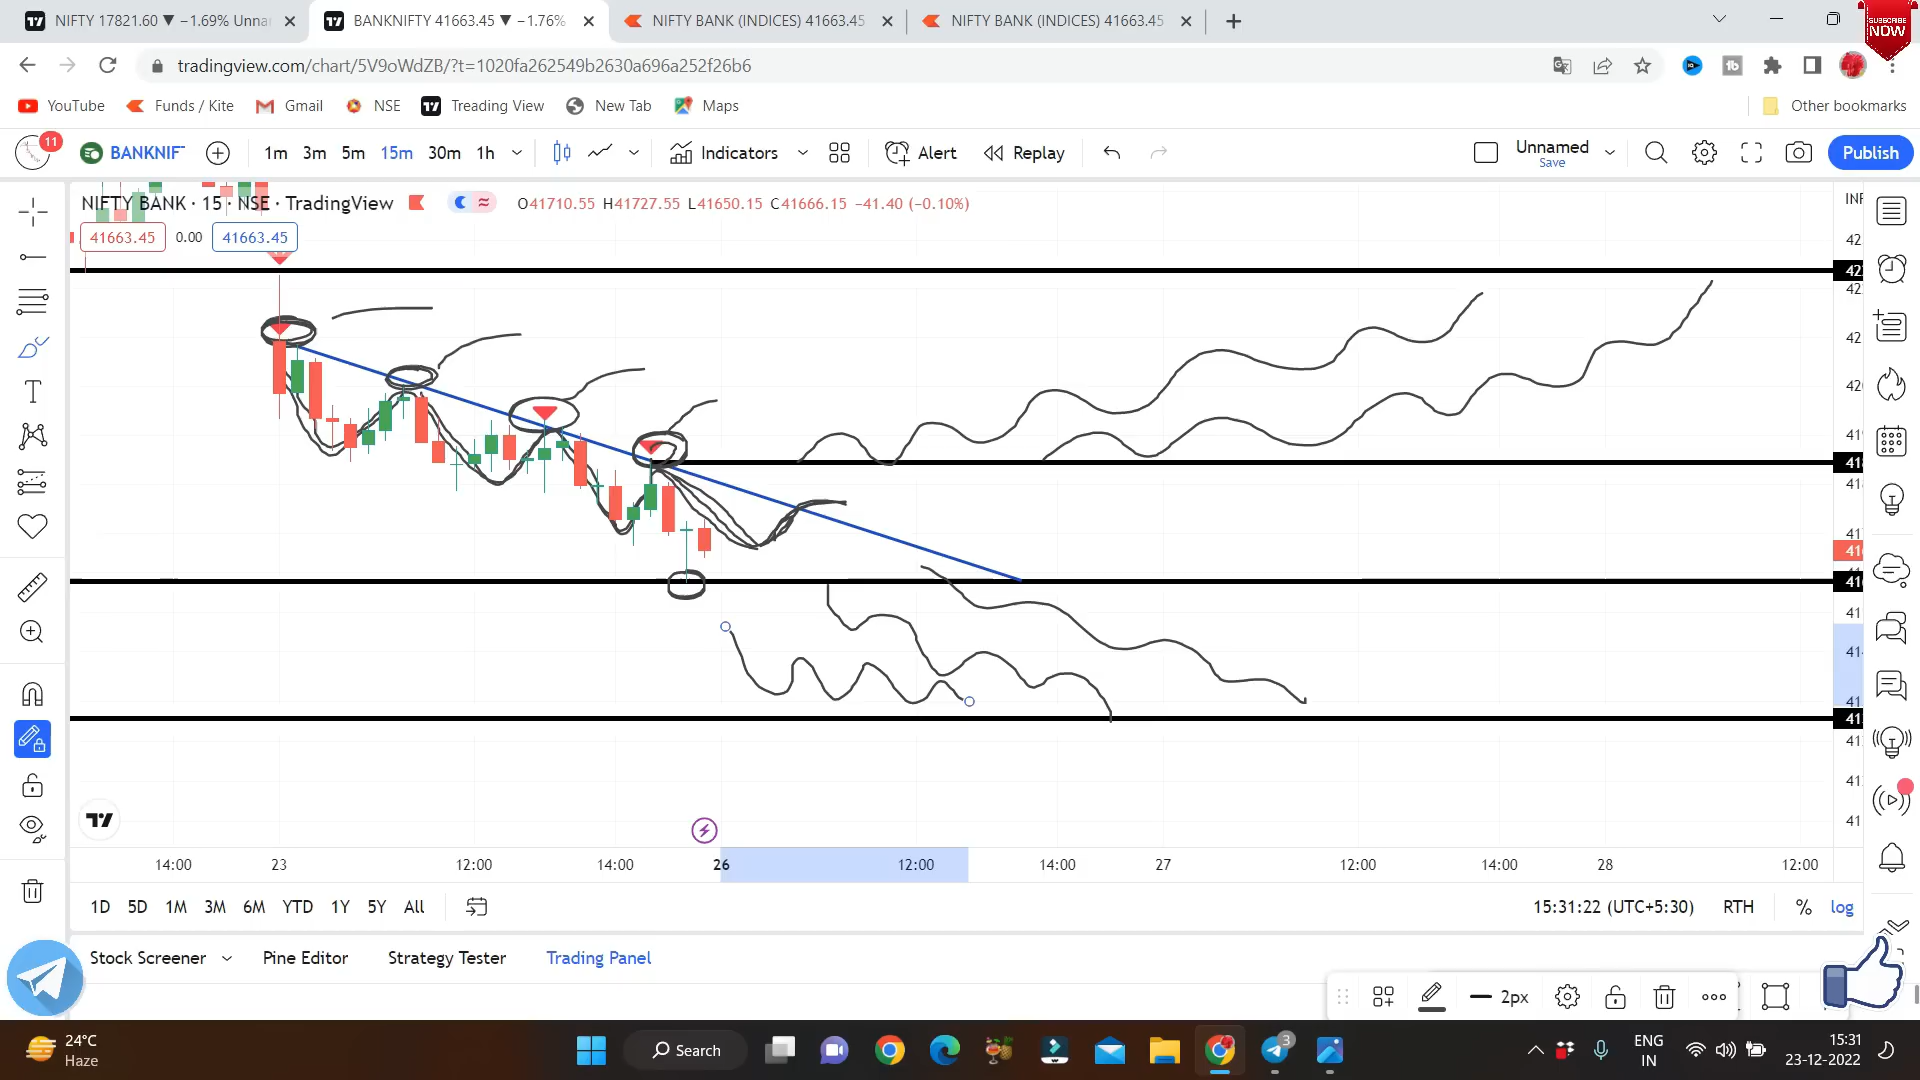 NIFTY 17821.60 ▼ −1.69% Unna
BANKNIFTY 41663.45 ▼ −1.76%
NIFTY BANK (INDICES) 41663.45
NIFTY BANK (INDICES) 41663.45
SUBSCRIBE
NOW
tradingview.com/chart/5V9oWdZB/?t=1020fa262549b2630a696a252f26b6
YouTube
Funds / Kite
Gmail
NSE
Treading View
New Tab
Maps
Other bookmarks
11
BANKNIF
1m 3m 5m 15m 30m 1h
Indicators
Alert
Replay
Unnamed
Save
Publish
NIFTY BANK · 15 · NSE · TradingView
O41710.55 H41727.55 L41650.15 C41666.15 −41.40 (−0.10%)
41663.45 0.00 41663.45
14:00 23 12:00 14:00 26 12:00 14:00 27 12:00 14:00 28 12:00
1D 5D 1M 3M 6M YTD 1Y 5Y All
15:31:22 (UTC+5:30) RTH % log
Stock Screener
Pine Editor
Strategy Tester
Trading Panel
2px
24°C
Haze
Search
3
ENG
IN
15:31
23-12-2022